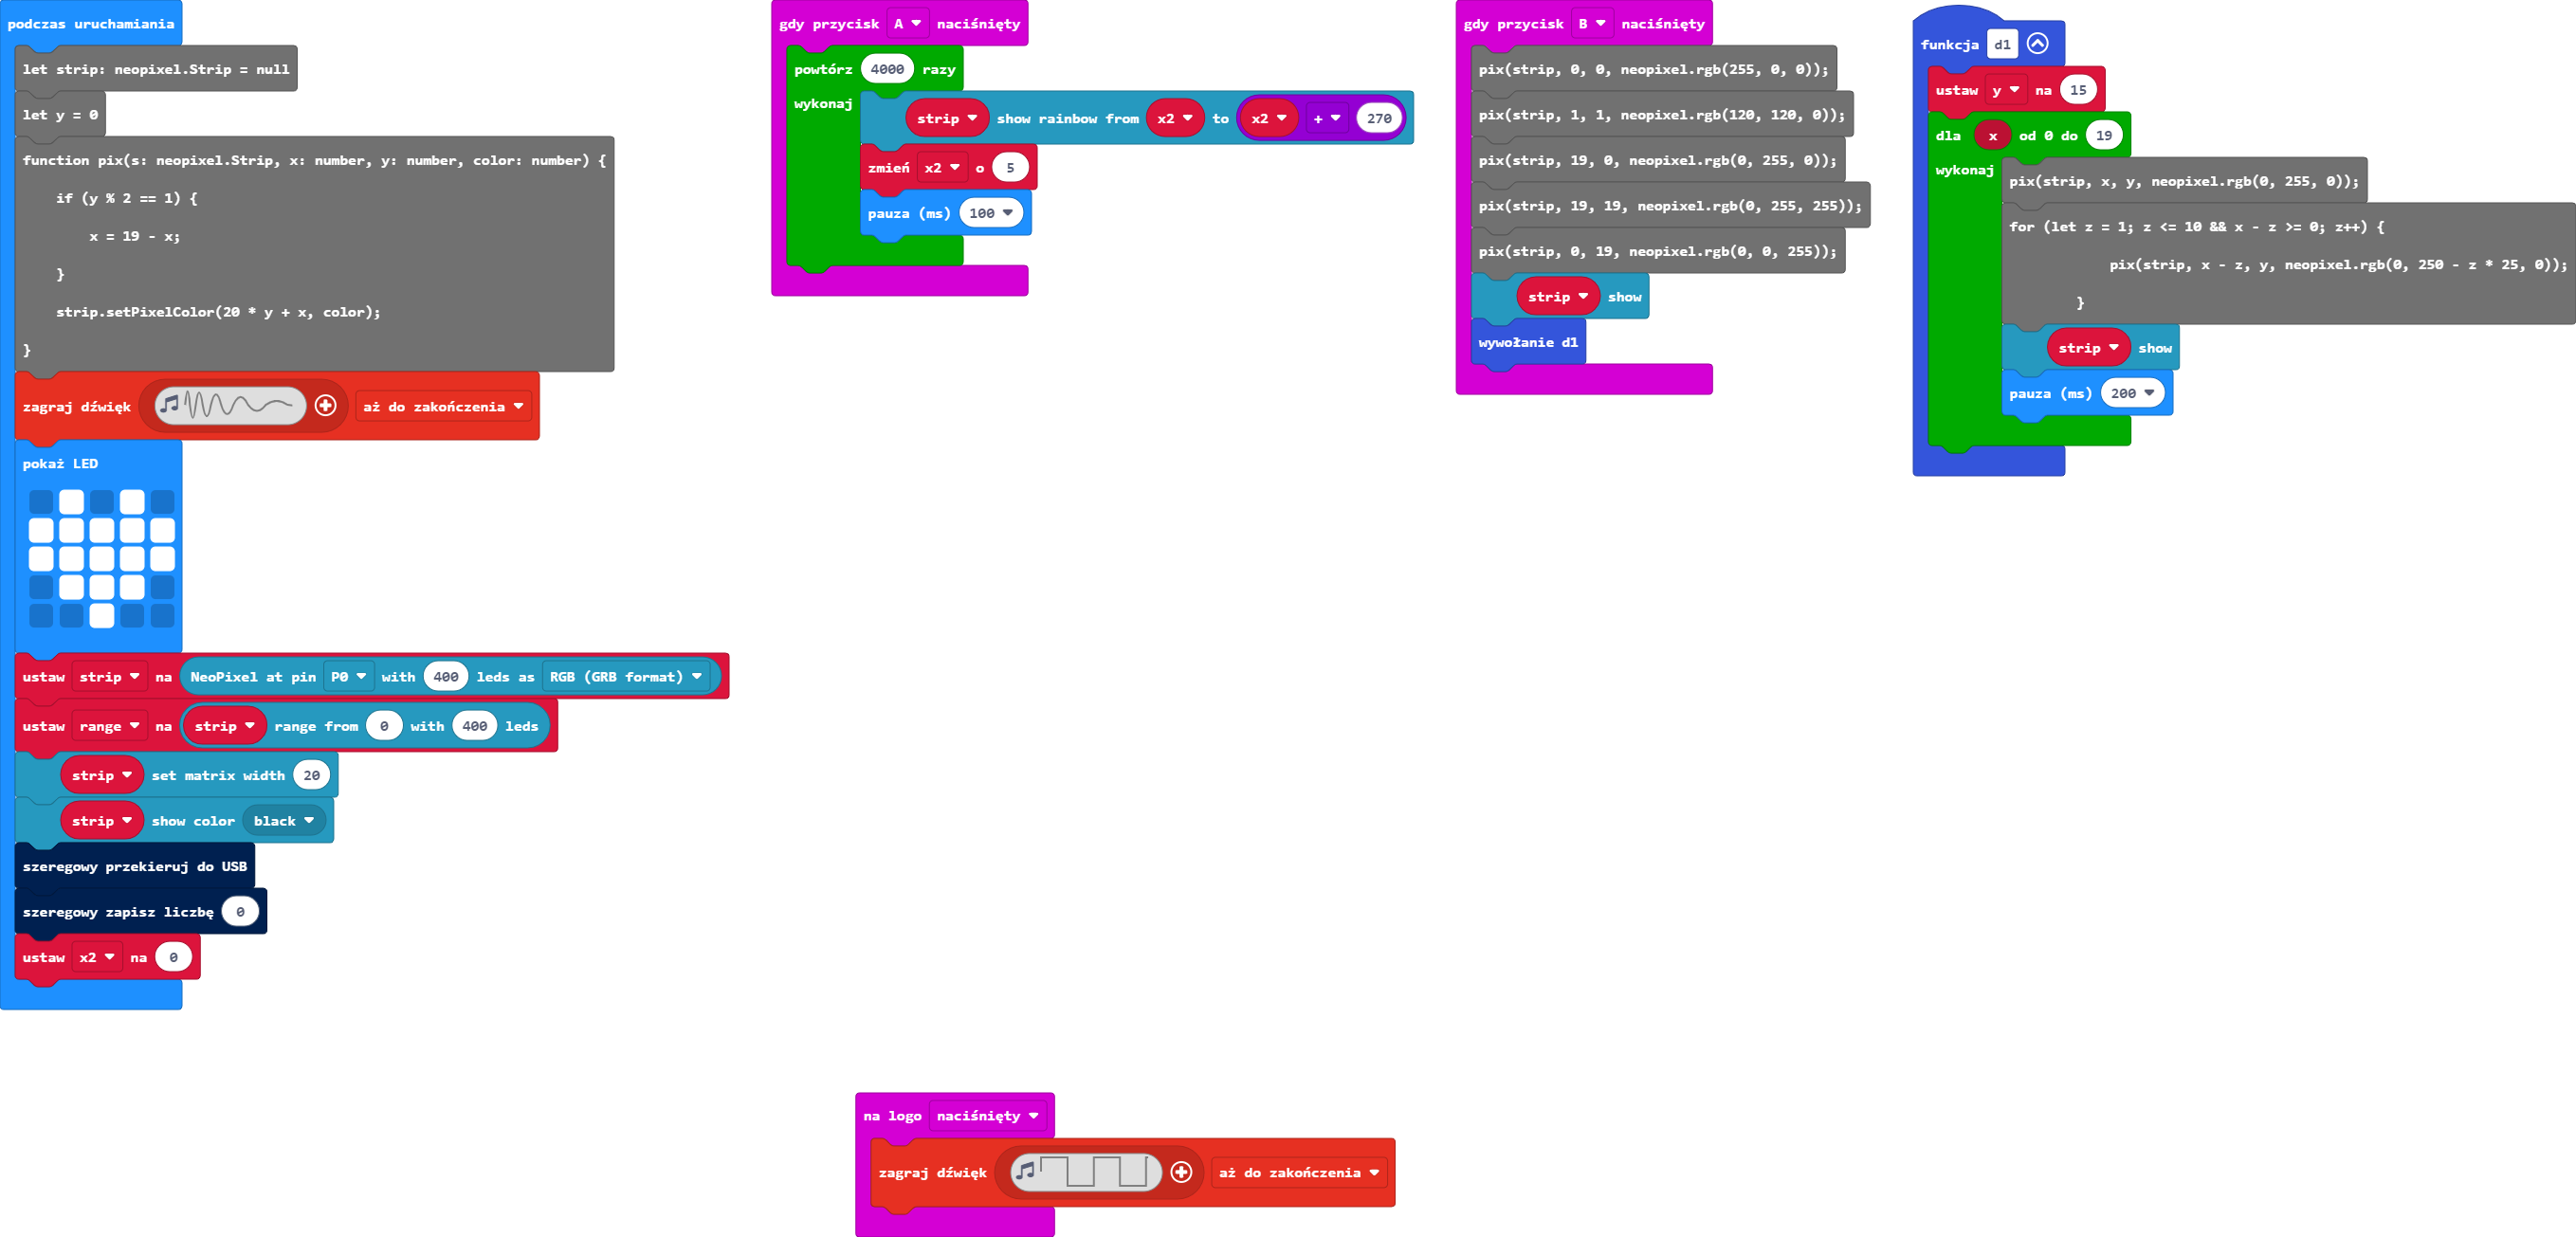 podczas uruchamiania
let strip: neopixel.Strip = null
let y = 0
function pix(s: neopixel.Strip, x: number, y: number, color: number) {
if (y % 2 == 1) {
x = 19 - x;
}
strip.setPixelColor(20 * y + x, color);
}
zagraj dźwięk aż do zakończenia
pokaż LED
ustaw strip na NeoPixel at pin P0 with 400 leds as RGB (GRB format)
ustaw range na strip range from 0 with 400 leds
strip set matrix width 20
strip show color black
szeregowy przekieruj do USB
szeregowy zapisz liczbę 0
ustaw x2 na 0
gdy przycisk A naciśnięty
powtórz 4000 razy
wykonaj strip show rainbow from x2 to x2 + 270
zmień x2 o 5
pauza (ms) 100
gdy przycisk B naciśnięty
pix(strip, 0, 0, neopixel.rgb(255, 0, 0));
pix(strip, 1, 1, neopixel.rgb(120, 120, 0));
pix(strip, 19, 0, neopixel.rgb(0, 255, 0));
pix(strip, 19, 19, neopixel.rgb(0, 255, 255));
pix(strip, 0, 19, neopixel.rgb(0, 0, 255));
strip show
wywołanie d1
funkcja d1
ustaw y na 15
dla x od 0 do 19
wykonaj pix(strip, x, y, neopixel.rgb(0, 255, 0));
for (let z = 1; z <= 10 && x - z >= 0; z++) {
pix(strip, x - z, y, neopixel.rgb(0, 250 - z * 25, 0));
}
strip show
pauza (ms) 200
na logo naciśnięty
zagraj dźwięk aż do zakończenia